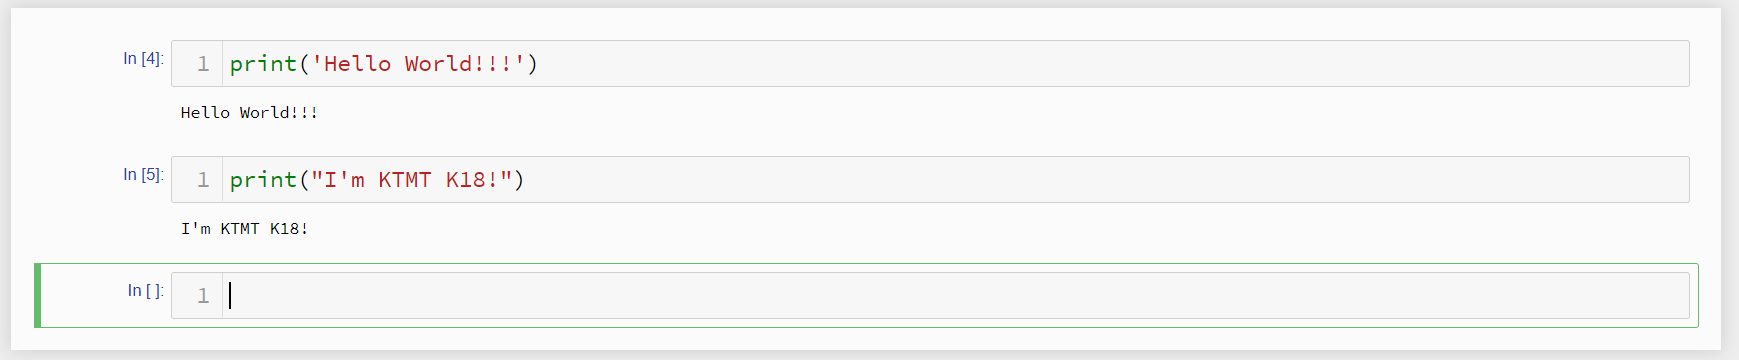 In [4]: 1 print('Hello World!!!')
Hello World!!!
In [5]: 1 print("I'm KTMT K18!")
I'm KTMT K18!
In [ ]: 1